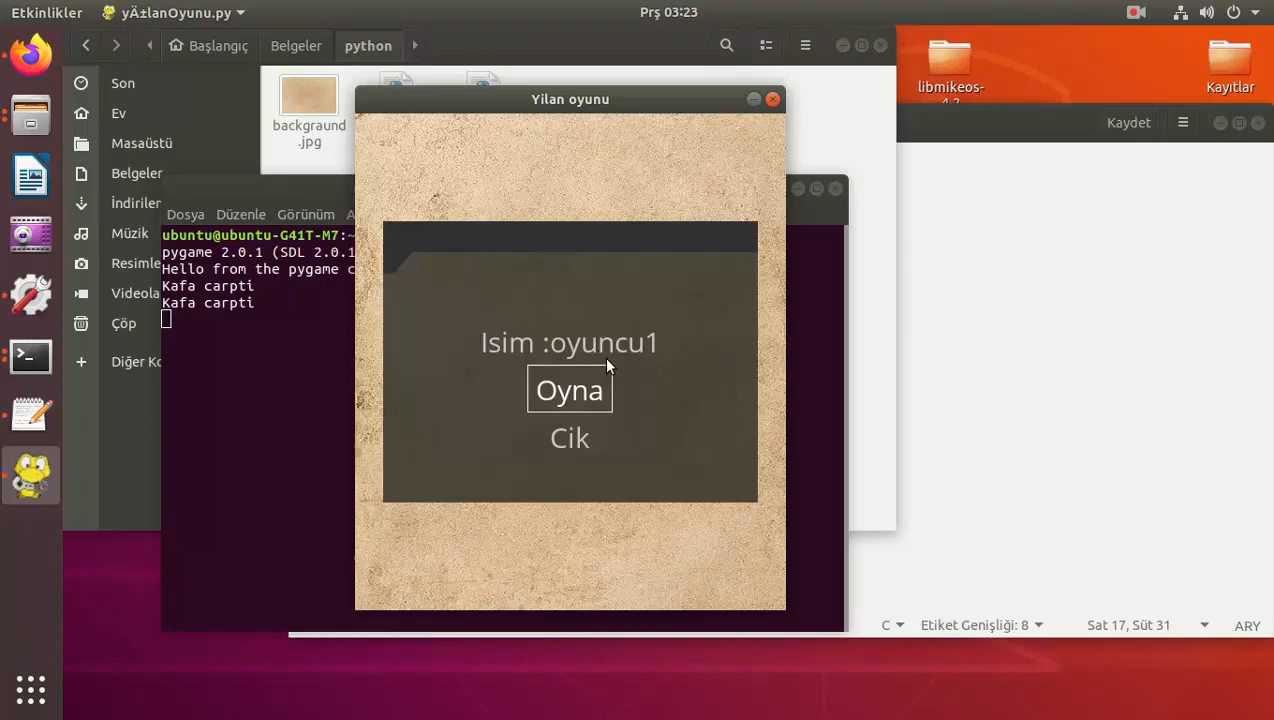 Etkinlikler
yÄ±lanOyunu.py
Prş 03:23
Başlangıç
Belgeler
python
Son
Ev
Masaüstü
Belgeler
İndirilen
Müzik
Resimle
Videola
Çöp
Diğer Ko
backgraund
.jpg
libmikeos-
4.2
Kayıtlar
Kaydet
Dosya Düzenle Görünüm A
ubuntu@ubuntu-G41T-M7:~
pygame 2.0.1 (SDL 2.0.1
Hello from the pygame c
Kafa carpti
Kafa carpti
Yilan oyunu
Isim :oyuncu1
Oyna
Cik
C
Etiket Genişliği: 8
Sat 17, Süt 31
ARY